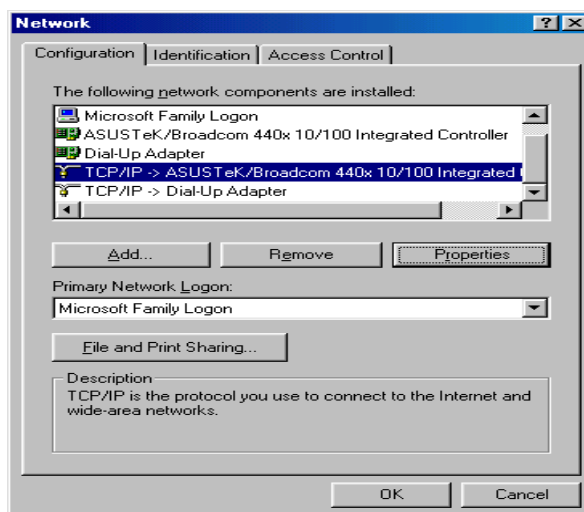 Network
Configuration Identification Access Control
The following network components are installed:
Microsoft Family Logon
ASUSTeK/Broadcom 440x 10/100 Integrated Controller
Dial-Up Adapter
TCP/IP -> ASUSTeK/Broadcom 440x 10/100 Integrated
TCP/IP -> Dial-Up Adapter
Add... Remove Properties
Primary Network Logon:
Microsoft Family Logon
File and Print Sharing...
Description
TCP/IP is the protocol you use to connect to the Internet and
wide-area networks.
OK Cancel